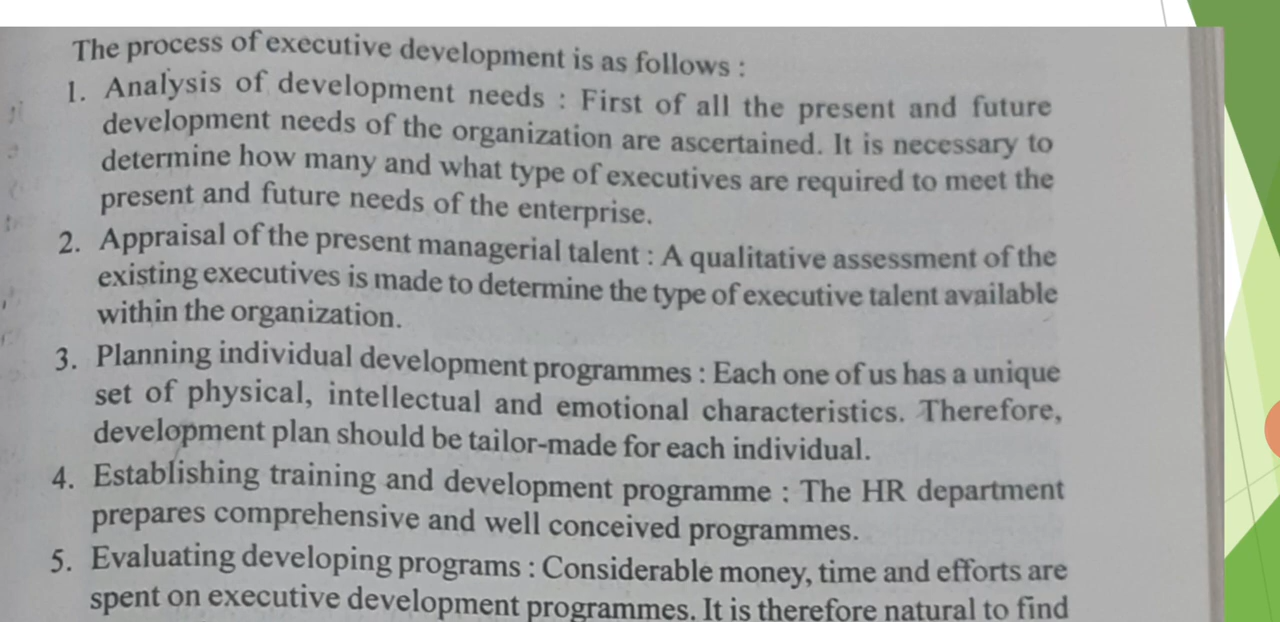 The process of executive development is as follows :
1. Analysis of development needs : First of all the present and future
development needs of the organization are ascertained. It is necessary to
determine how many and what type of executives are required to meet the
present and future needs of the enterprise.
2. Appraisal of the present managerial talent : A qualitative assessment of the
existing executives is made to determine the type of executive talent available
within the organization.
3. Planning individual development programmes : Each one of us has a unique
set of physical, intellectual and emotional characteristics. Therefore,
development plan should be tailor-made for each individual.
4. Establishing training and development programme : The HR department
prepares comprehensive and well conceived programmes.
5. Evaluating developing programs : Considerable money, time and efforts are
spent on executive development programmes. It is therefore natural to find